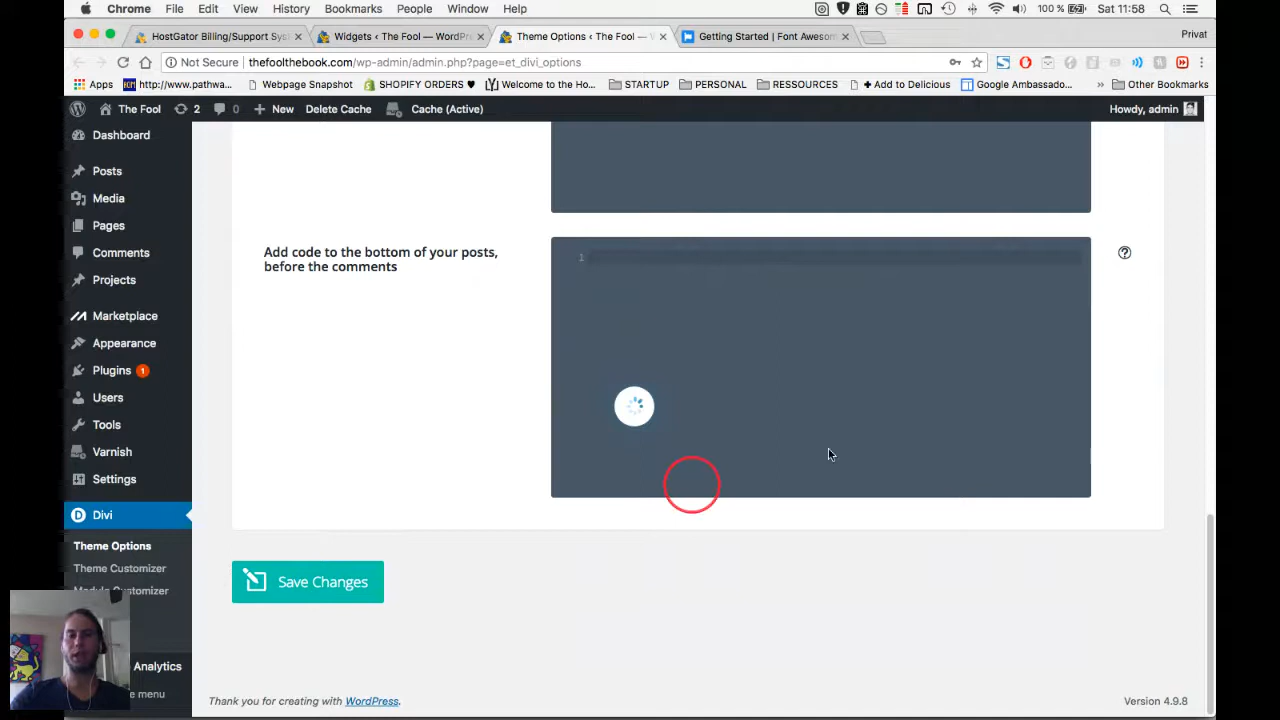 Chrome File Edit View History Bookmarks People Window Help 100 % Sat 11:58
HostGator Billing/Support Sys
Widgets ‹ The Fool — WordPre
Theme Options ‹ The Fool — W
Getting Started | Font Awesom
Privat
Not Secure | thefoolthebook.com/wp-admin/admin.php?page=et_divi_options
Apps http://www.pathwa... Webpage Snapshot SHOPIFY ORDERS ♥ Welcome to the Ho... STARTUP PERSONAL RESSOURCES + Add to Delicious Google Ambassado... » Other Bookmarks
The Fool 2 0 + New Delete Cache Cache (Active) Howdy, admin
Dashboard
Posts
Media
Pages
Comments
Projects
Marketplace
Appearance
Plugins 1
Users
Tools
Varnish
Settings
Divi
Theme Options
Theme Customizer
Module Customizer
Analytics
menu
Add code to the bottom of your posts,
before the comments
1
Save Changes
Thank you for creating with WordPress.
Version 4.9.8